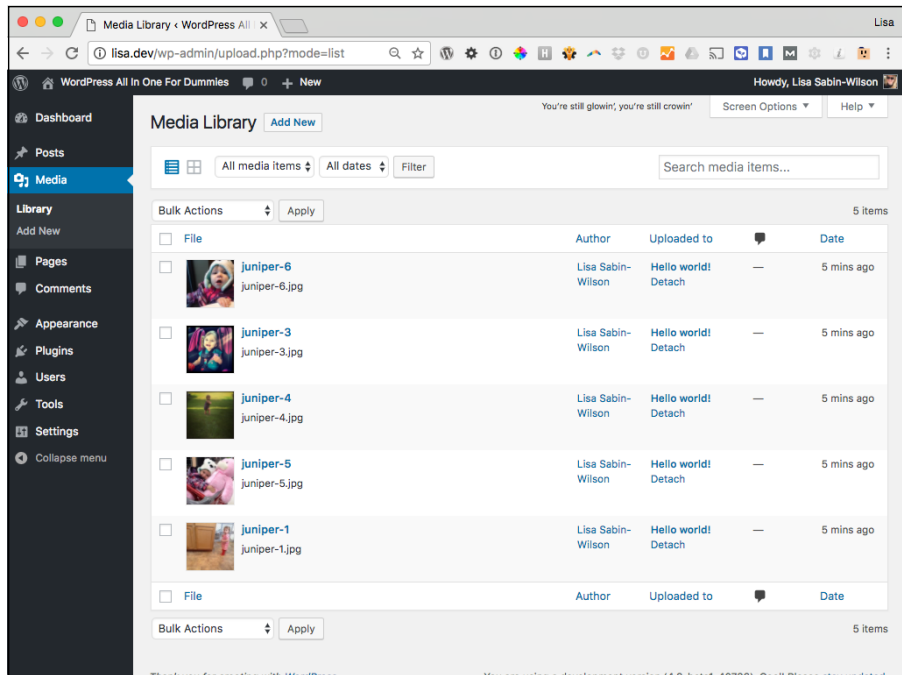 Media Library ‹ WordPress All
Lisa
lisa.dev/wp-admin/upload.php?mode=list
WordPress All In One For Dummies 0 + New
Howdy, Lisa Sabin-Wilson
You're still glowin', you're still crowin'
Screen Options
Help
Dashboard
Posts
Media
Library
Add New
Pages
Comments
Appearance
Plugins
Users
Tools
Settings
Collapse menu
Media Library Add New
All media items All dates Filter
Search media items...
Bulk Actions Apply 5 items
File Author Uploaded to Date
juniper-6 Lisa Sabin- Hello world! — 5 mins ago
juniper-6.jpg Wilson Detach
juniper-3 Lisa Sabin- Hello world! — 5 mins ago
juniper-3.jpg Wilson Detach
juniper-4 Lisa Sabin- Hello world! — 5 mins ago
juniper-4.jpg Wilson Detach
juniper-5 Lisa Sabin- Hello world! — 5 mins ago
juniper-5.jpg Wilson Detach
juniper-1 Lisa Sabin- Hello world! — 5 mins ago
juniper-1.jpg Wilson Detach
File Author Uploaded to Date
Bulk Actions Apply 5 items